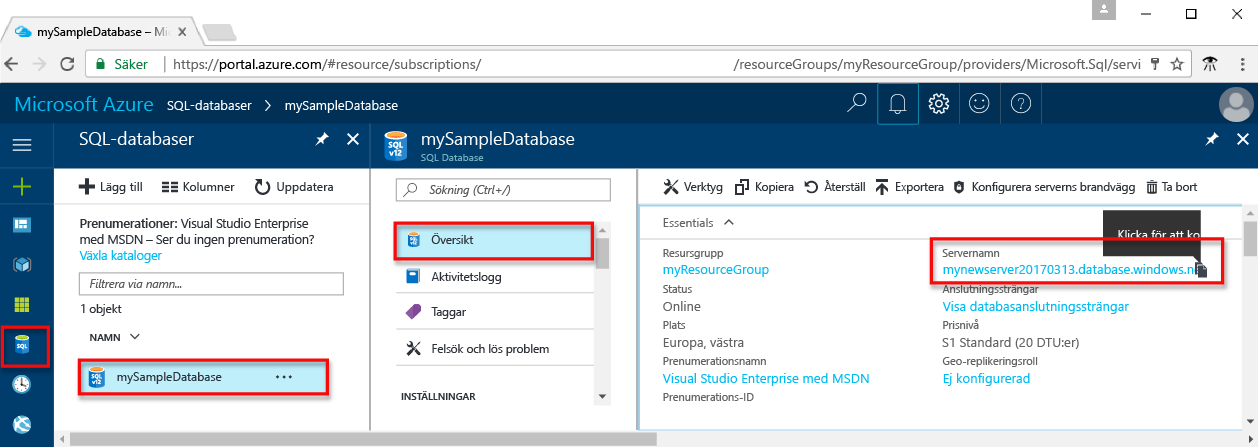 mySampleDatabase – Mi
Säker
https://portal.azure.com/#resource/subscriptions/
/resourceGroups/myResourceGroup/providers/Microsoft.Sql/servi
Microsoft Azure
SQL-databaser
mySampleDatabase
SQL-databaser
Lägg till
Kolumner
Uppdatera
Prenumerationer: Visual Studio Enterprise
med MSDN – Ser du ingen prenumeration?
Växla kataloger
Filtrera via namn...
1 objekt
NAMN
SQL
SQL
v12
mySampleDatabase
SQL
v12
mySampleDatabase
SQL Database
Sökning (Ctrl+/)
Översikt
Aktivitetslogg
Taggar
Felsök och lös problem
INSTÄLLNINGAR
Verktyg
Kopiera
Återställ
Exportera
Konfigurera serverns brandvägg
Ta bort
Essentials
Klicka för att ko
Resursgrupp
myResourceGroup
Status
Online
Plats
Europa, västra
Prenumerationsnamn
Visual Studio Enterprise med MSDN
Prenumerations-ID
Servernamn
mynewserver20170313.database.windows.n
Anslutningssträngar
Visa databasanslutningssträngar
Prisnivå
S1 Standard (20 DTU:er)
Geo-replikeringsroll
Ej konfigurerad